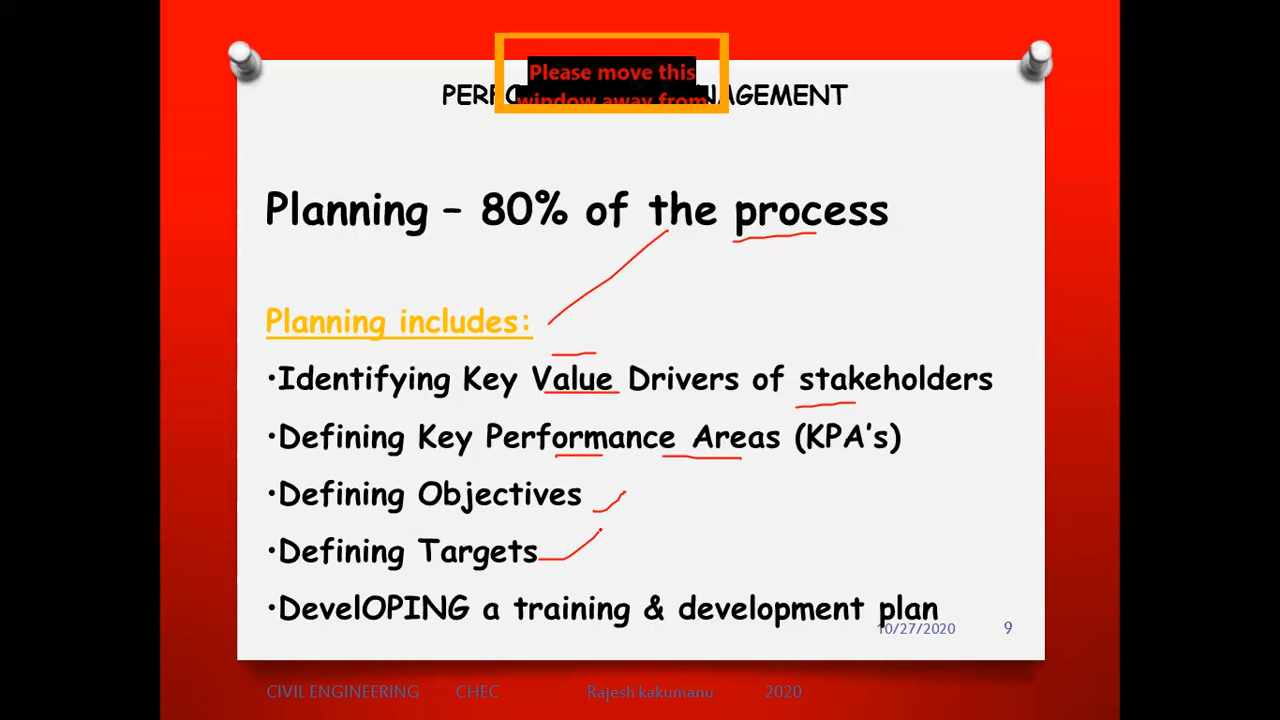 Please move this
window away from
PERFO NAGEMENT
Planning – 80% of the process
Planning includes:
•Identifying Key Value Drivers of stakeholders
•Defining Key Performance Areas (KPA's)
•Defining Objectives
•Defining Targets
•DevelOPING a training & development plan
10/27/2020 9
CIVIL ENGINEERING CHEC Rajesh kakumanu 2020